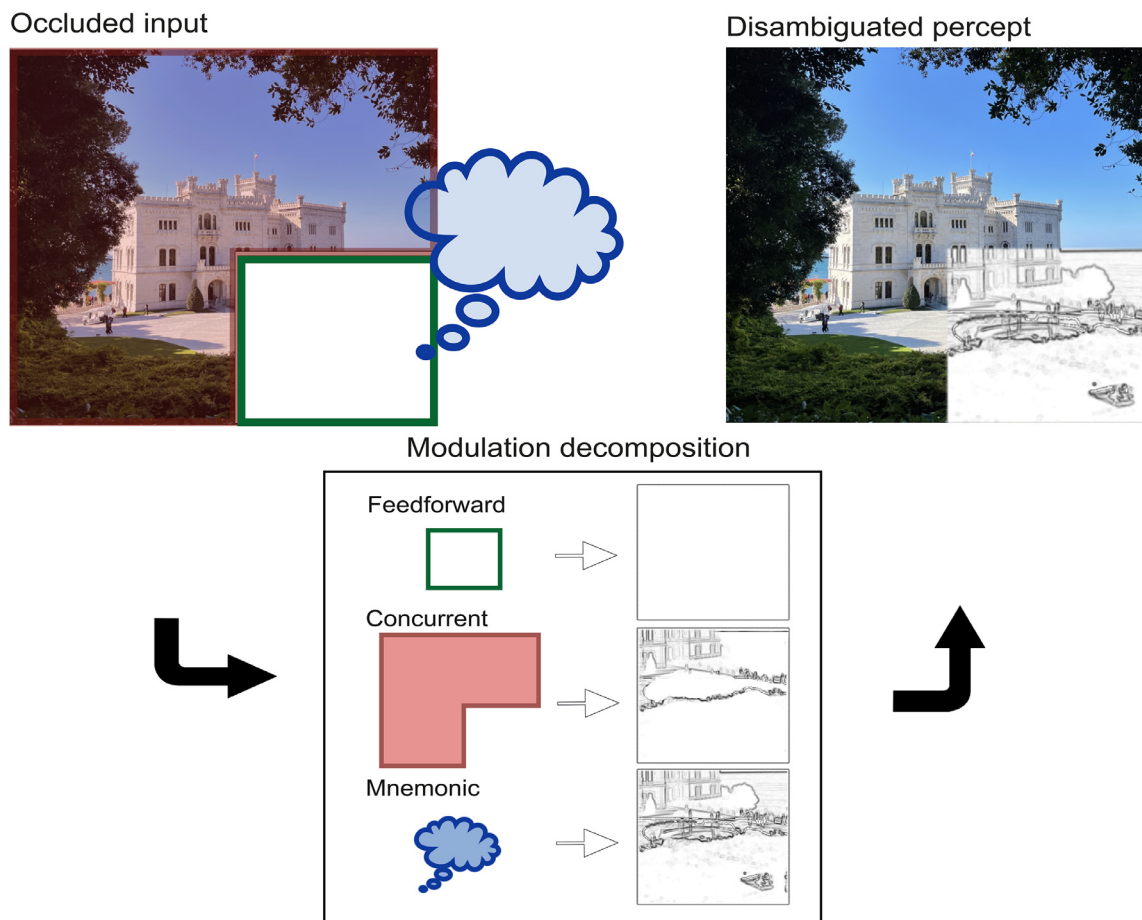 Occluded input
Disambiguated percept
Modulation decomposition
Feedforward
Concurrent
Mnemonic